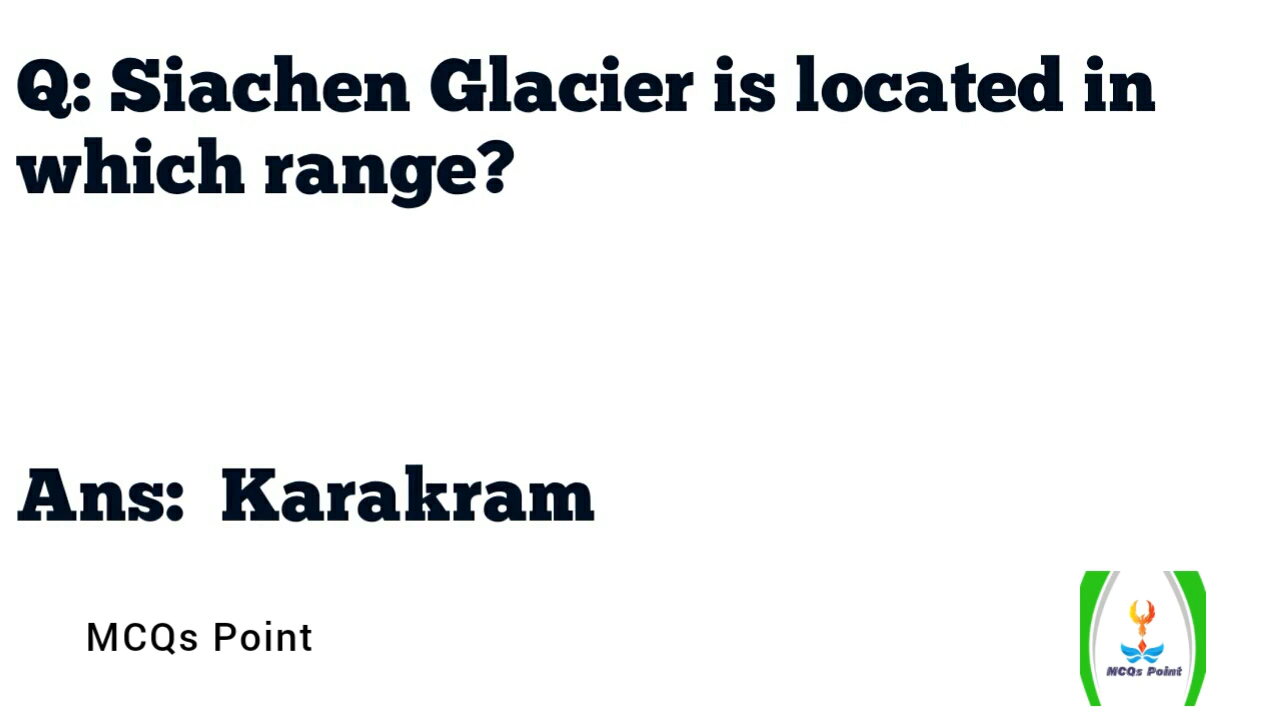 Q: Siachen Glacier is located in
which range?
Ans: Karakram
MCQs Point
MCQs Point